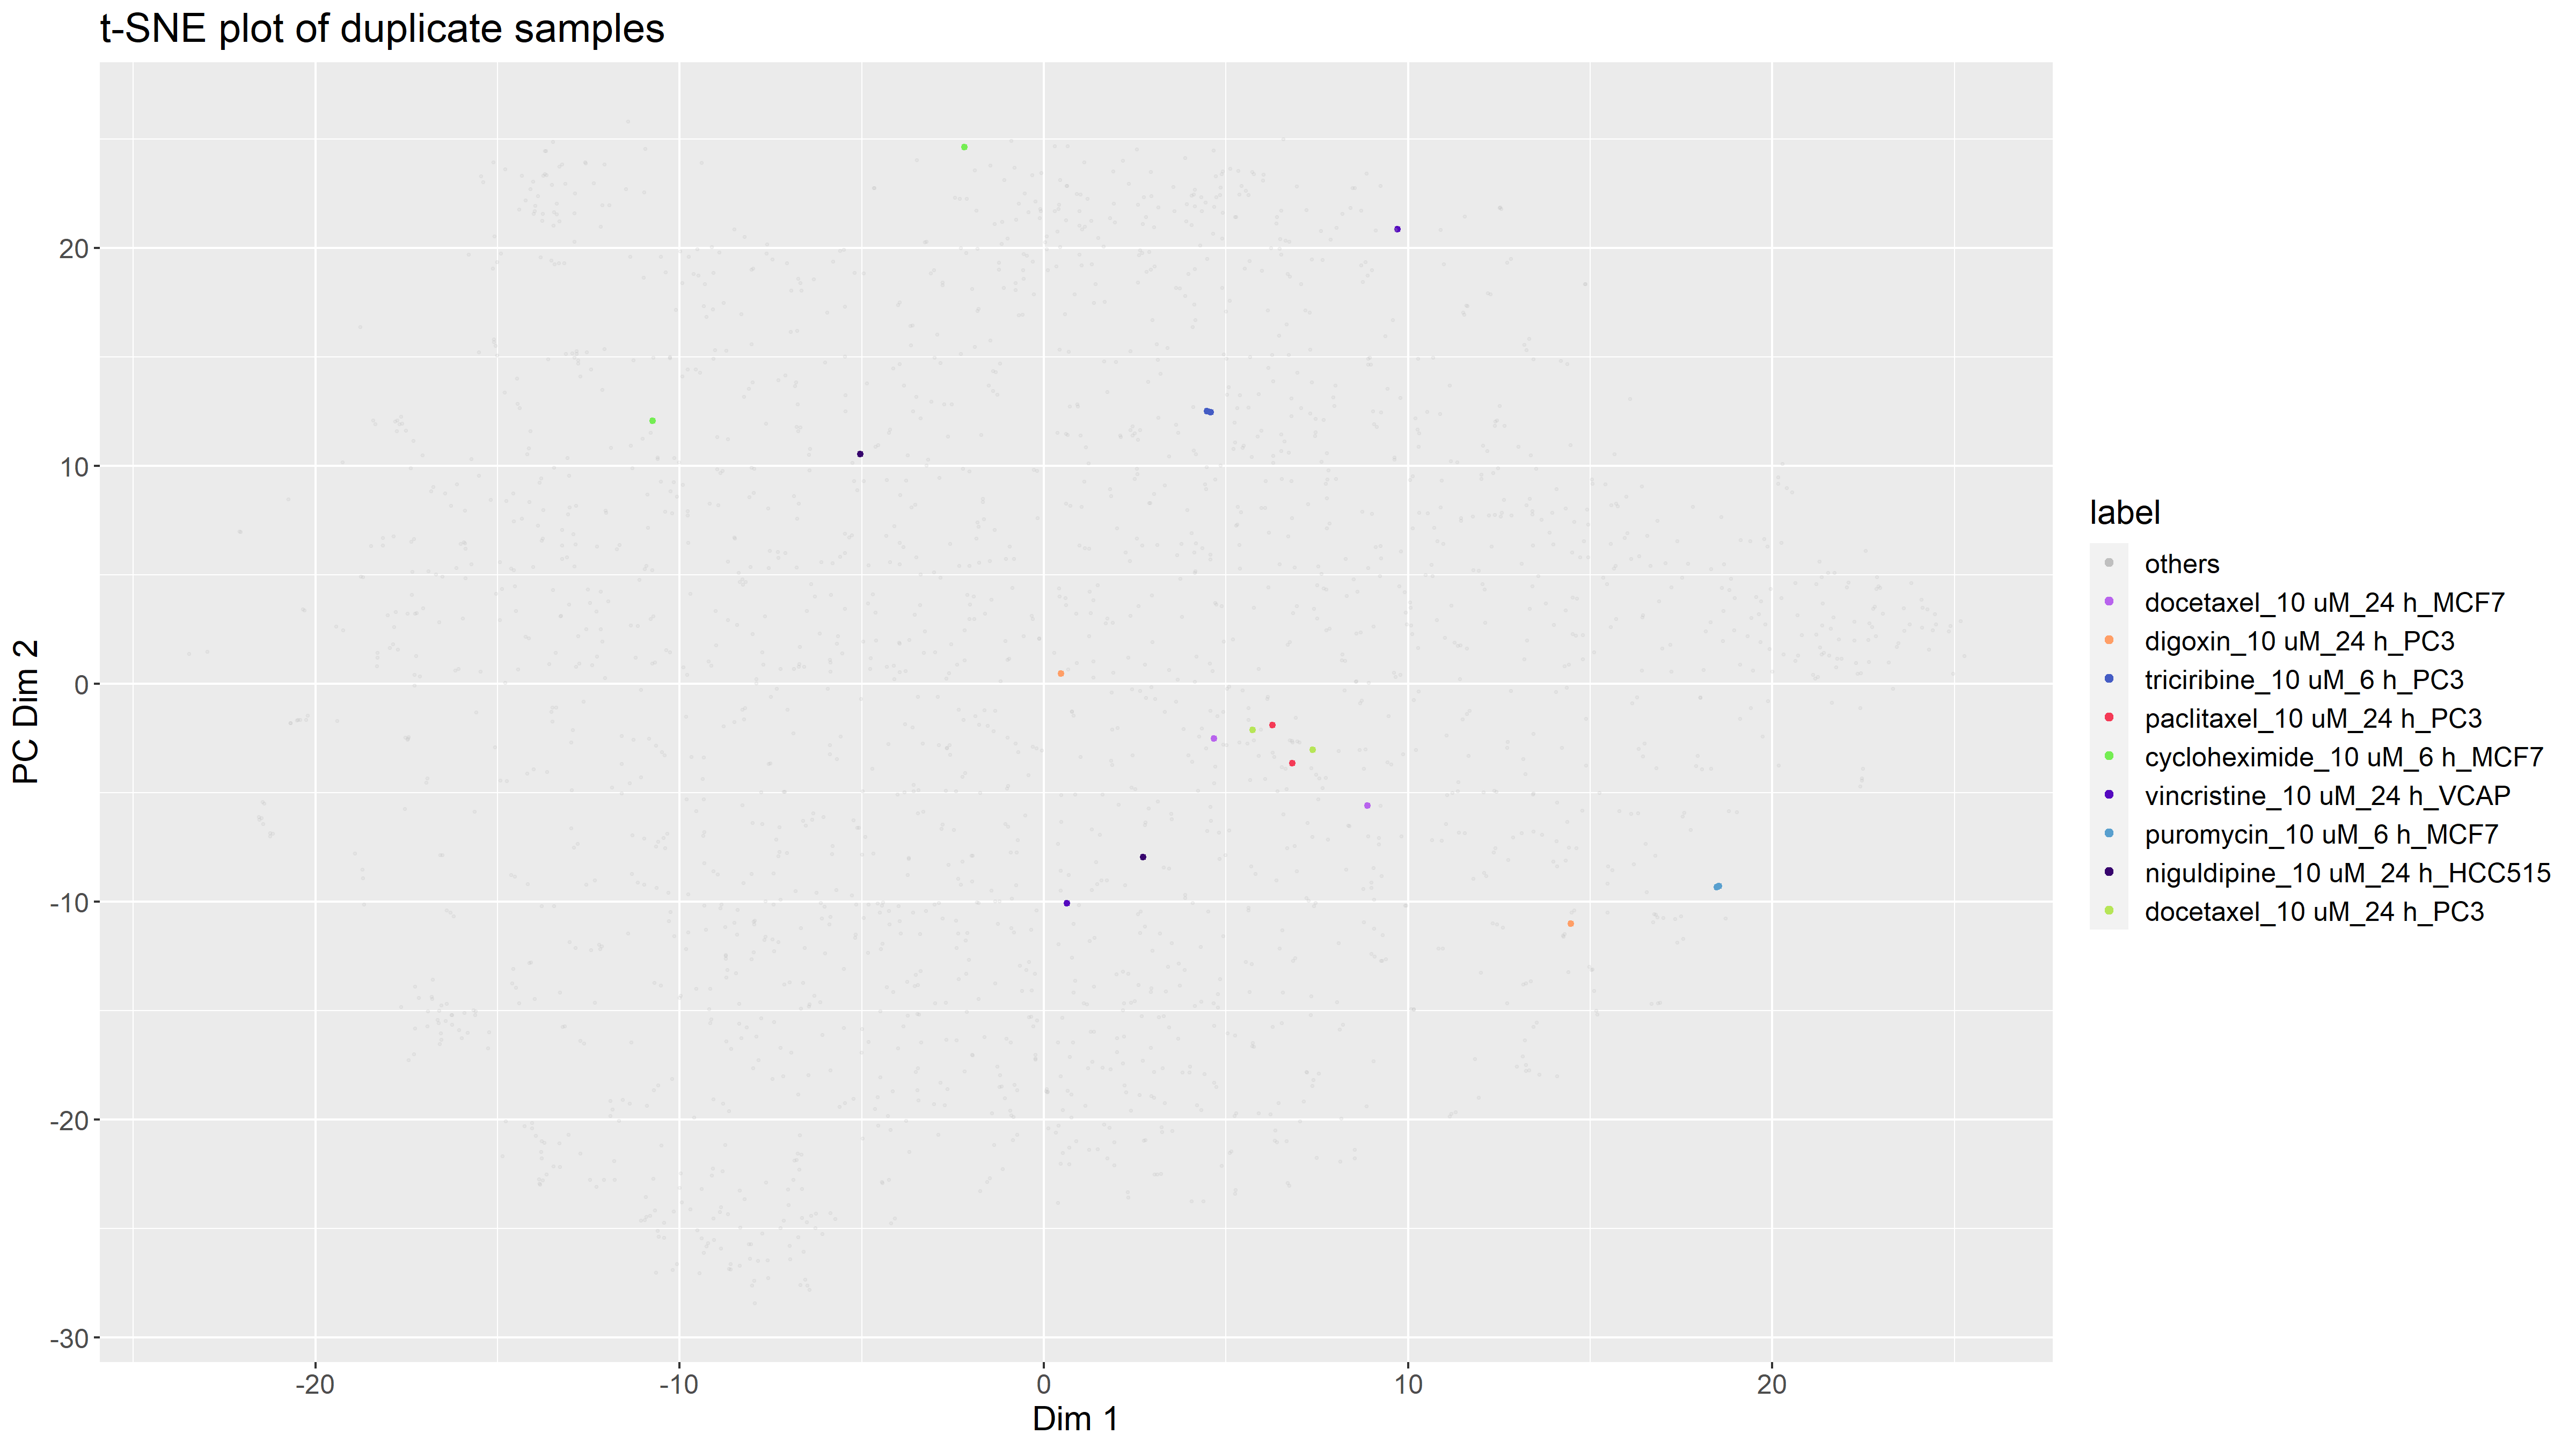 t-SNE plot of duplicate samples
20
10
0
-10
-20
-30
PC Dim 2
-20
-10
0
10
20
Dim 1
label
others
docetaxel_10 uM_24 h_MCF7
digoxin_10 uM_24 h_PC3
triciribine_10 uM_6 h_PC3
paclitaxel_10 uM_24 h_PC3
cycloheximide_10 uM_6 h_MCF7
vincristine_10 uM_24 h_VCAP
puromycin_10 uM_6 h_MCF7
niguldipine_10 uM_24 h_HCC515
docetaxel_10 uM_24 h_PC3